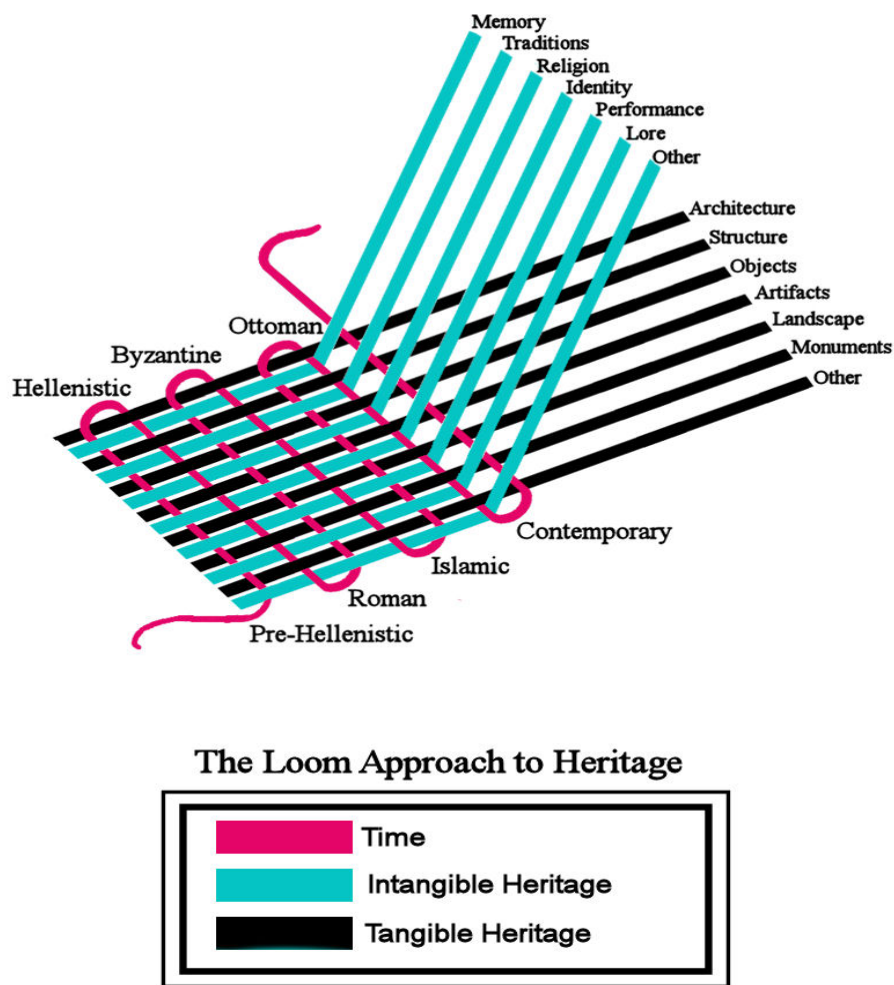 Memory
Traditions
Religion
Identity
Performance
Lore
Other
Architecture
Structure
Objects
Artifacts
Landscape
Monuments
Other
Ottoman
Byzantine
Hellenistic
Contemporary
Islamic
Roman
Pre-Hellenistic
The Loom Approach to Heritage
Time
Intangible Heritage
Tangible Heritage